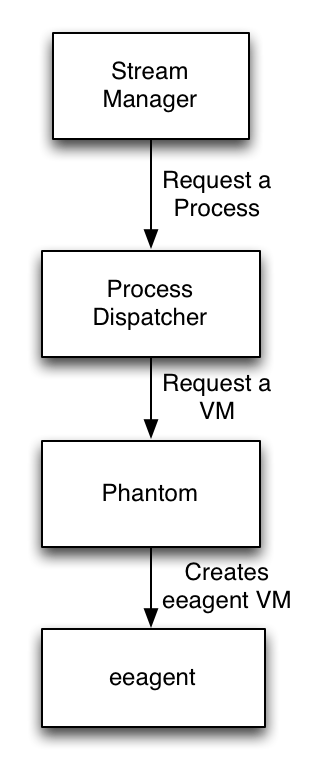 Stream
Manager
Request a
Process
Process
Dispatcher
Request a
VM
Phantom
Creates
eeagent VM
eeagent